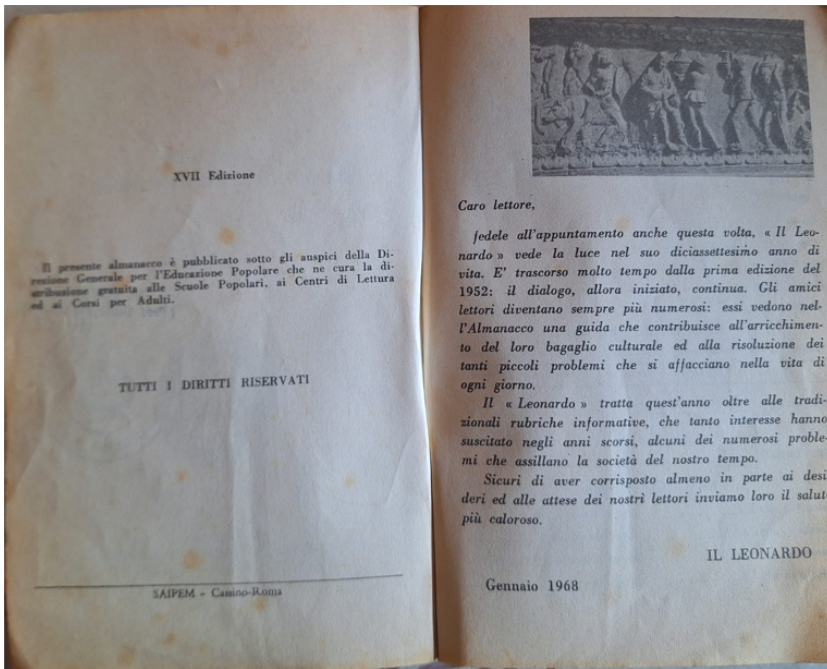 XVII Edizione
Il presente almanacco è pubblicato sotto gli auspici della Di-
rezione Generale per l'Educazione Popolare che ne cura la di-
stribuzione gratuita alle Scuole Popolari, ai Centri di Lettura
ed ai Corsi per Adulti.
TUTTI I DIRITTI RISERVATI
SAIPEM - Cassino-Roma
Caro lettore,
fedele all'appuntamento anche questa volta, « Il Leo-
nardo » vede la luce nel suo diciassettesimo anno di
vita. E' trascorso molto tempo dalla prima edizione del
1952: il dialogo, allora iniziato, continua. Gli amici
lettori diventano sempre più numerosi: essi vedono nel-
l'Almanacco una guida che contribuisce all'arricchimen-
to del loro bagaglio culturale ed alla risoluzione dei
tanti piccoli problemi che si affacciano nella vita di
ogni giorno.
Il « Leonardo » tratta quest'anno oltre alle tradi-
zionali rubriche informative, che tanto interesse hanno
suscitato negli anni scorsi, alcuni dei numerosi proble-
mi che assillano la società del nostro tempo.
Sicuri di aver corrisposto almeno in parte ai desi
deri ed alle attese dei nostri lettori inviamo loro il salut
più caloroso.
IL LEONARDO
Gennaio 1968